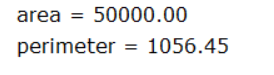 area = 50000.00
perimeter = 1056.45